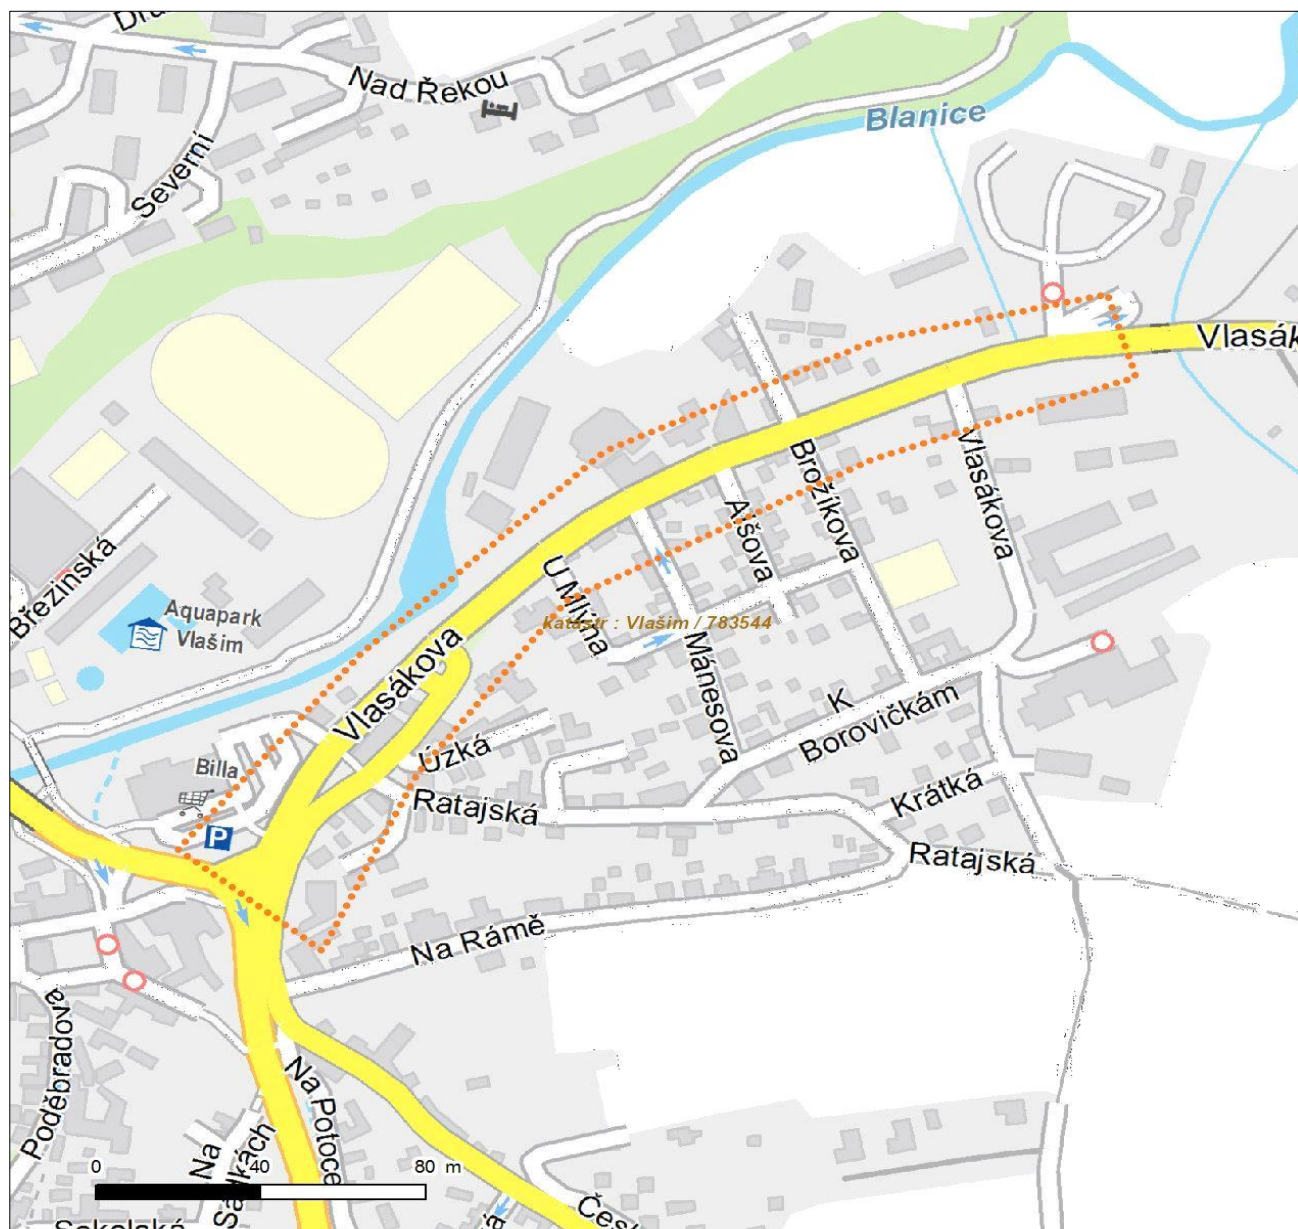 Nad Řekou
Blanice
Severní
Vlasák
Brožíkova
Vlasákova
Alšova
Březinská
U Mlýna
Aquapark
Vlašim
katastr : Vlašim / 783544
Vlasákova
Mánesova
K
Borovičkám
Úzká
Billa
Ratajská
Krátká
P
Ratajská
Na Rámě
Poděbradova
Na Potoce
Na
Sádkách
0 40 80 m
Sokolská
Česk